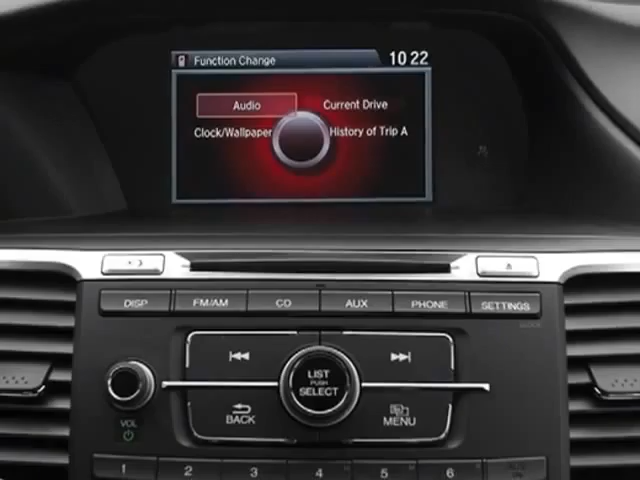 Function Change 10 22
Audio Current Drive
Clock/Wallpaper History of Trip A
DISP FM/AM CD AUX PHONE SETTINGS
LIST
PUSH
SELECT
VOL BACK MENU
1 2 3 4 5 6